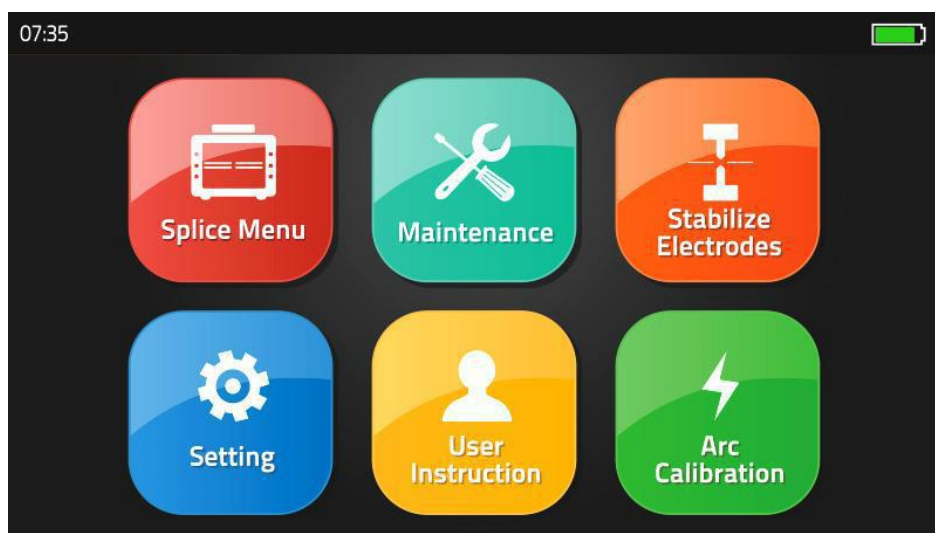 07:35
Splice Menu
Maintenance
Stabilize
Electrodes
Setting
User
Instruction
Arc
Calibration